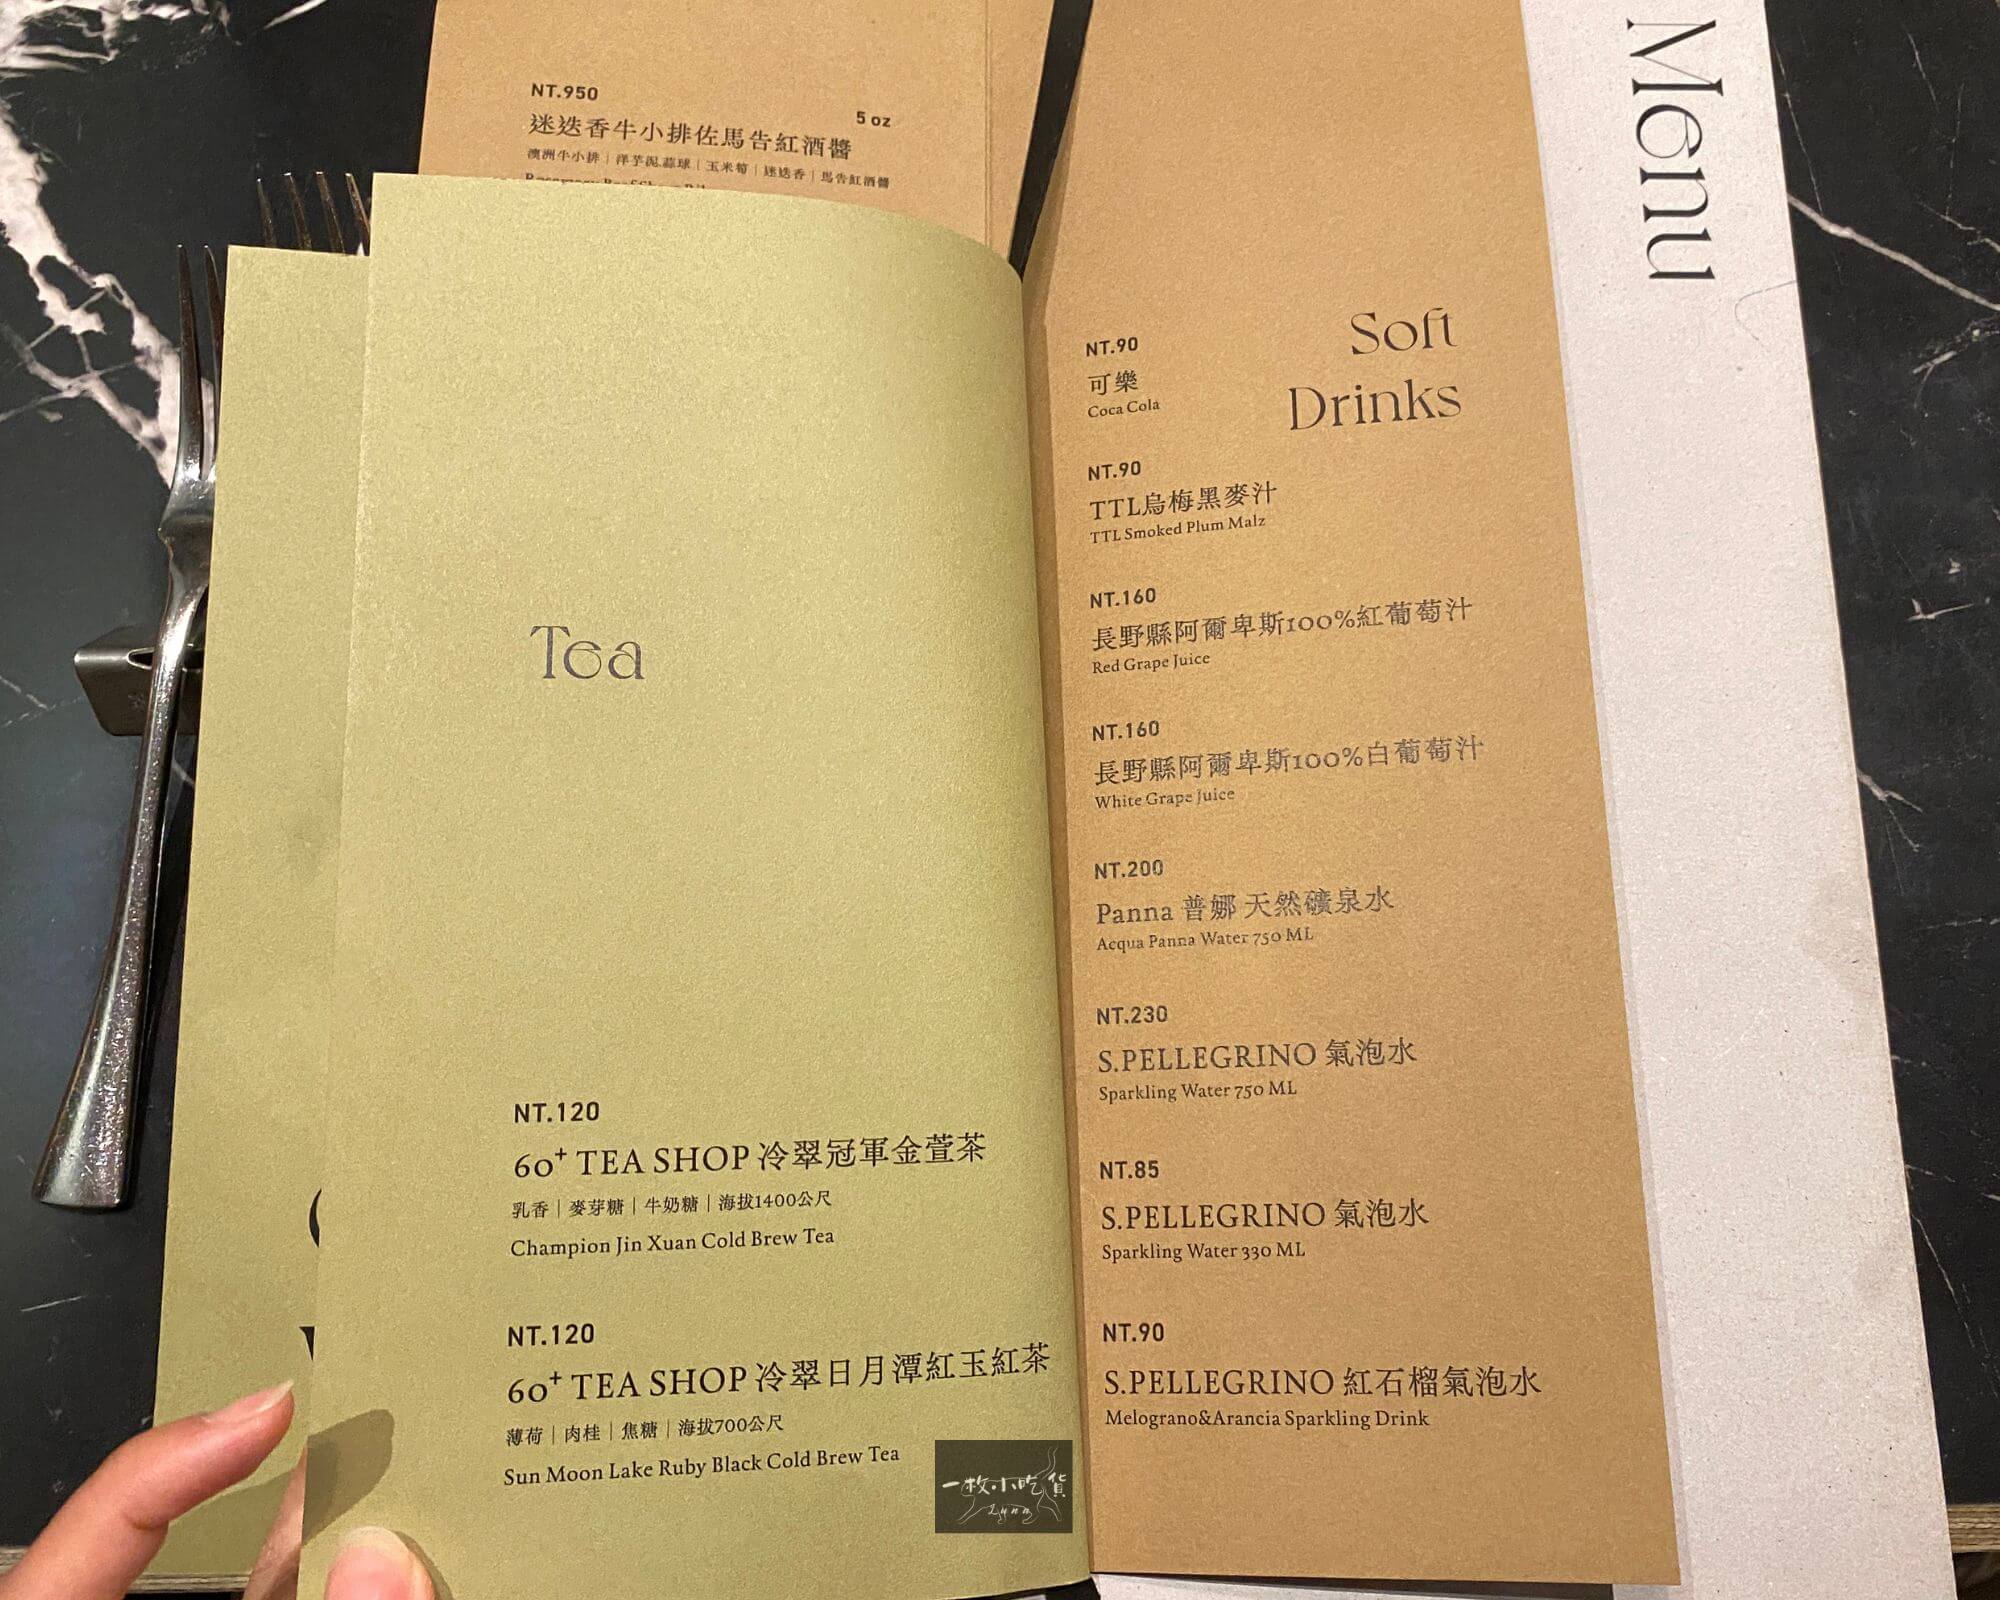 NT.950
5 oz
迷迭香牛小排佐馬告紅酒醬
澳洲牛小排｜洋芋泥.蒜球｜玉米筍｜迷迭香｜馬告紅酒醬
Tea
NT.120
60+ TEA SHOP 冷翠冠軍金萱茶
乳香｜麥芽糖｜牛奶糖｜海拔1400公尺
Champion Jin Xuan Cold Brew Tea
NT.120
60+ TEA SHOP 冷翠日月潭紅玉紅茶
薄荷｜肉桂｜焦糖｜海拔700公尺
Sun Moon Lake Ruby Black Cold Brew Tea
Soft
Drinks
NT.90
可樂
Coca Cola
NT.90
TTL烏梅黑麥汁
TTL Smoked Plum Malz
NT.160
長野縣阿爾卑斯100%紅葡萄汁
Red Grape Juice
NT.160
長野縣阿爾卑斯100%白葡萄汁
White Grape Juice
NT.200
Panna 普娜 天然礦泉水
Acqua Panna Water 750 ML
NT.230
S.PELLEGRINO 氣泡水
Sparkling Water 750 ML
NT.85
S.PELLEGRINO 氣泡水
Sparkling Water 330 ML
NT.90
S.PELLEGRINO 紅石榴氣泡水
Melograno&Arancia Sparkling Drink
Menu
一枚小吃貨